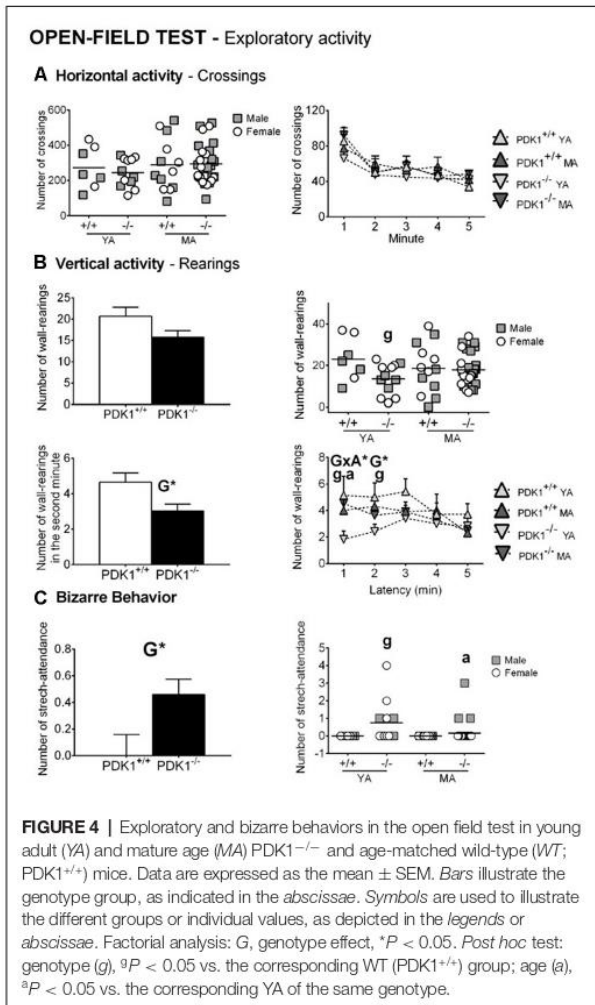 OPEN-FIELD TEST - Exploratory activity
A Horizontal activity - Crossings
Number of crossings
600
400
200
0
+/+ -/- +/+ -/-
YA MA
Male
Female
Number of crossings
120
80
40
0
1 2 3 4 5
Minute
PDK1+/+ YA
PDK1+/+ MA
PDK1-/- YA
PDK1-/- MA
B Vertical activity - Rearings
Number of wall-rearings
25
20
15
10
5
0
PDK1+/+ PDK1-/-
Number of wall-rearings
40
20
0
g
+/+ -/- +/+ -/-
YA MA
Male
Female
Number of wall-rearings
in the second minute
6
4
2
0
G*
PDK1+/+ PDK1-/-
Number of wall-rearings
8
6
4
2
0
GxA* G*
g-a g
1 2 3 4 5
Latency (min)
PDK1+/+ YA
PDK1+/+ MA
PDK1-/- YA
PDK1-/- MA
C Bizarre Behavior
Number of strech-attendance
0.8
0.6
0.4
0.2
0.0
G*
PDK1+/+ PDK1-/-
Number of strech-attendance
5
4
3
2
1
0
-1
g
a
+/+ -/- +/+ -/-
YA MA
Male
Female
FIGURE 4 | Exploratory and bizarre behaviors in the open field test in young
adult (YA) and mature age (MA) PDK1−/− and age-matched wild-type (WT;
PDK1+/+) mice. Data are expressed as the mean ± SEM. Bars illustrate the
genotype group, as indicated in the abscissae. Symbols are used to illustrate
the different groups or individual values, as depicted in the legends or
abscissae. Factorial analysis: G, genotype effect, *P < 0.05. Post hoc test:
genotype (g), gP < 0.05 vs. the corresponding WT (PDK1+/+) group; age (a),
aP < 0.05 vs. the corresponding YA of the same genotype.